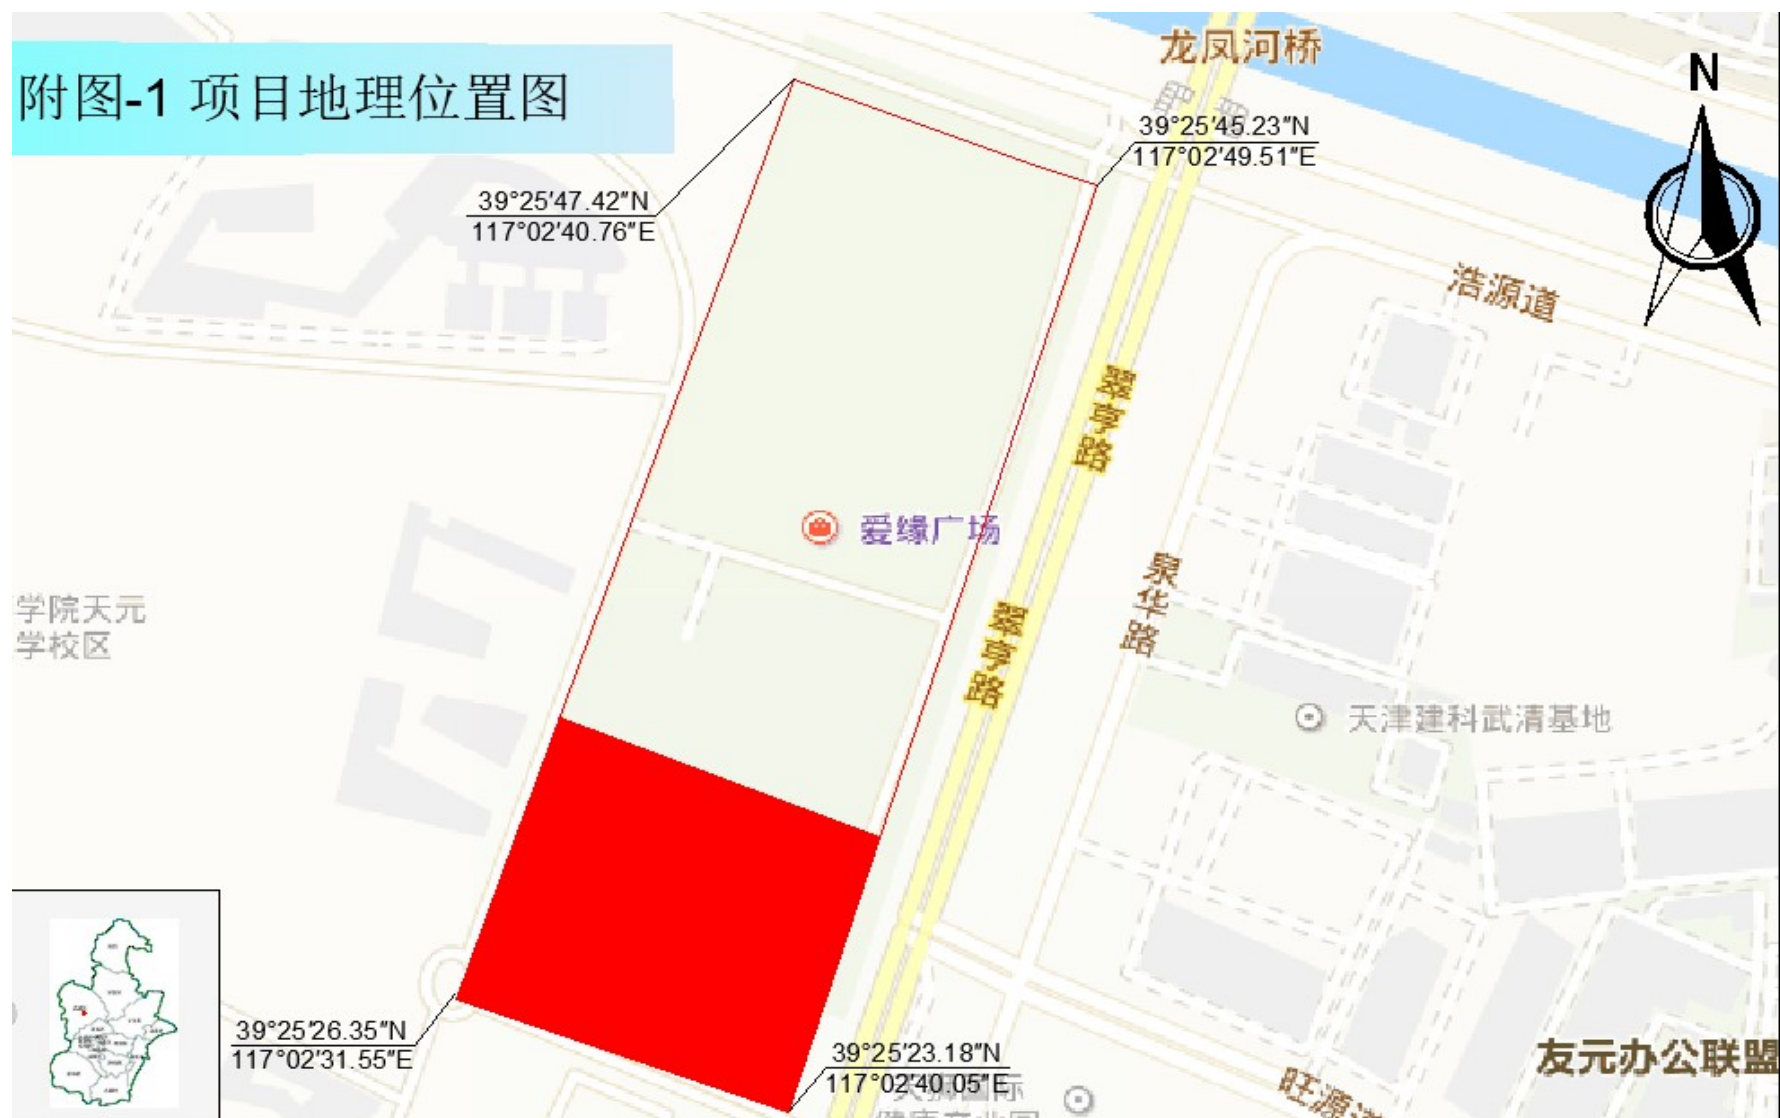 附图-1 项目地理位置图
龙凤河桥
N
39°25′45.23″N
117°02′49.51″E
39°25′47.42″N
117°02′40.76″E
浩源道
翠亨路
爱缘广场
泉华路
翠亨路
学院天元
学校区
天津建科武清基地
39°25′26.35″N
117°02′31.55″E
39°25′23.18″N
117°02′40.05″E
友元办公联盟
旺源道